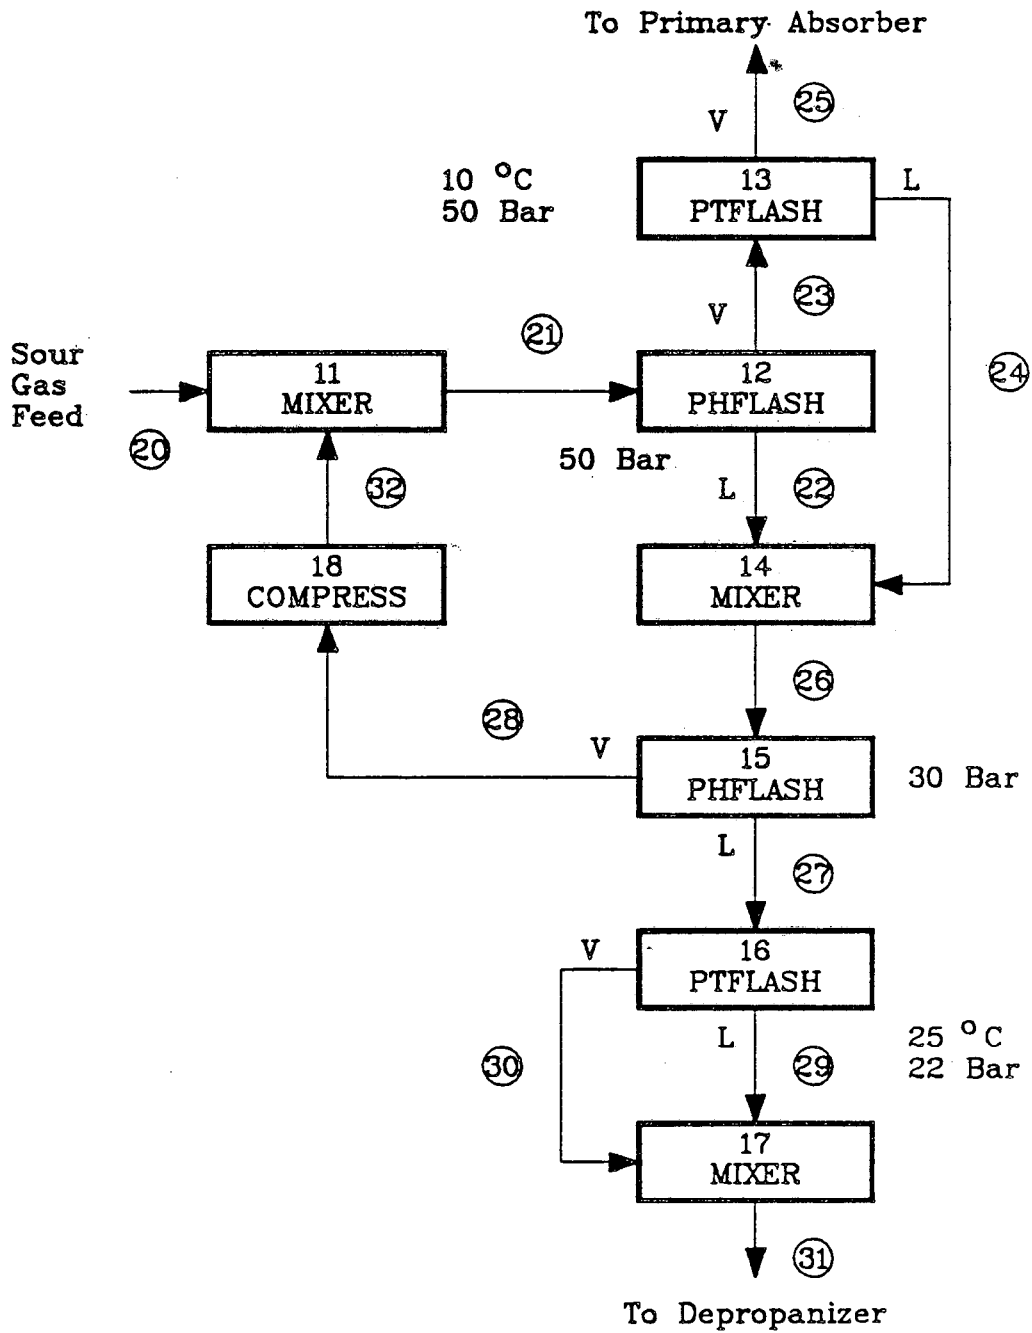 To Primary Absorber
25
V
10 °C
50 Bar
13
PTFLASH
L
23
V
21
Sour
Gas
Feed
11
MIXER
12
PHFLASH
24
20
50 Bar
32
L
22
18
COMPRESS
14
MIXER
26
28
V
15
PHFLASH
30 Bar
L
27
V
16
PTFLASH
L
25 °C
22 Bar
30
29
17
MIXER
31
To Depropanizer